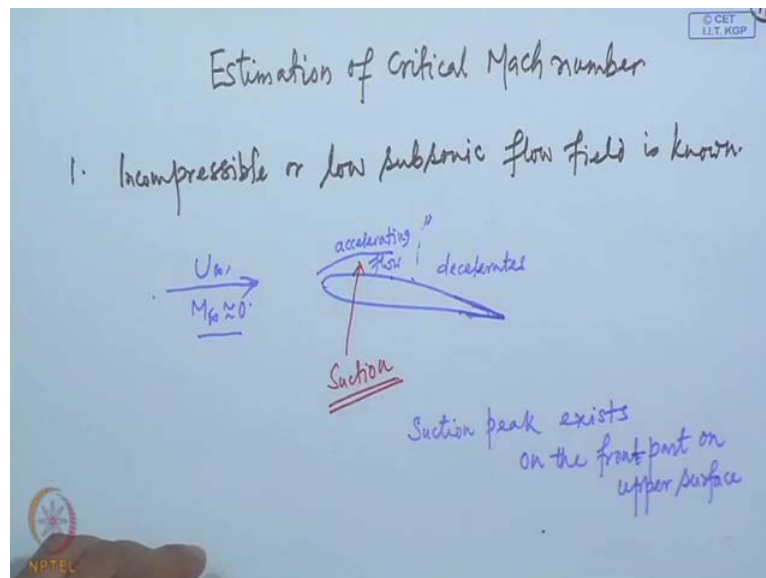 © CET
I.I.T. KGP
Estimation of Critical Mach number
1. Incompressible or low subsonic flow field is known.
accelerating
flow
decelerates
U∞,
M∞≈0.
Suction
Suction peak exists
on the front part on
upper surface
NPTEL